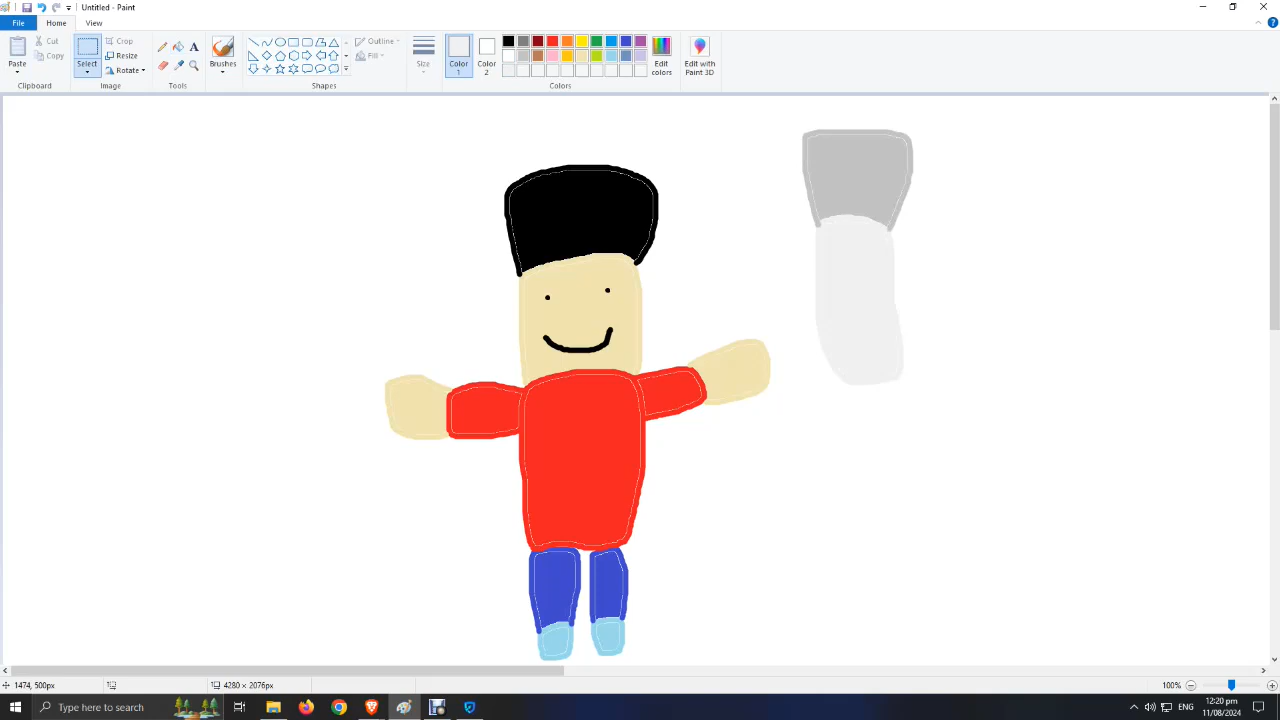 Untitled - Paint
File
Home
View
Paste
Cut
Copy
Clipboard
Select
Crop
Resize
Rotate
Image
A
Tools
Brushes
Outline
Fill
Shapes
Size
Color
1
Color
2
Edit
colors
Colors
Edit with
Paint 3D
1474, 500px
4280 × 2076px
100%
Type here to search
ENG
12:20 pm
11/08/2024